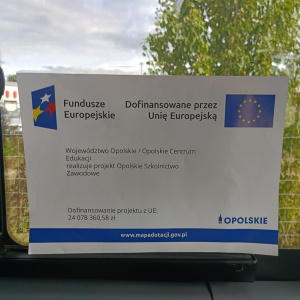 Fundusze
Europejskie
Dofinansowane przez
Unię Europejską
Województwo Opolskie / Opolskie Centrum
Edukacji
realizuje projekt Opolskie Szkolnictwo
Zawodowe
Dofinansowanie projektu z UE:
24 078 360,58 zł
OPOLSKIE
www.mapadotacji.gov.pl